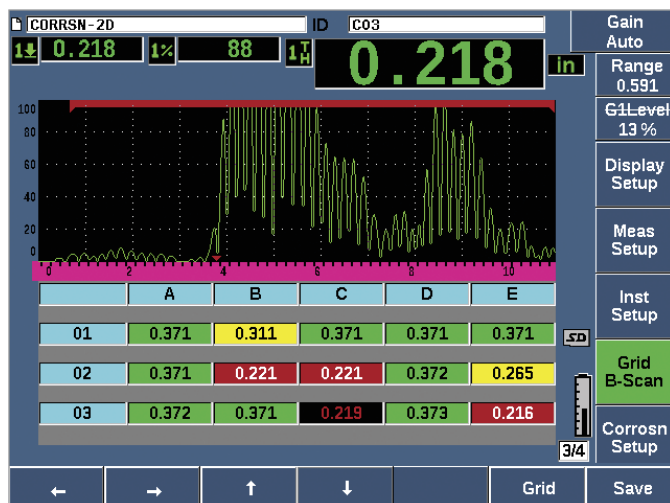 CORRSN-2D ID C03 Gain Auto
1 0.218 1% 88 1 TH 0.218 in
Range 0.591
G1Level 13 %
Display Setup
Meas Setup
Inst Setup
Grid B-Scan
Corrosn Setup
100
80
60
40
20
0
0 2 4 6 8 10
A B C D E
01 0.371 0.311 0.371 0.371 0.371
SD
02 0.371 0.221 0.221 0.372 0.265
03 0.372 0.371 0.219 0.373 0.216
3/4
← → ↑ ↓ Grid Save